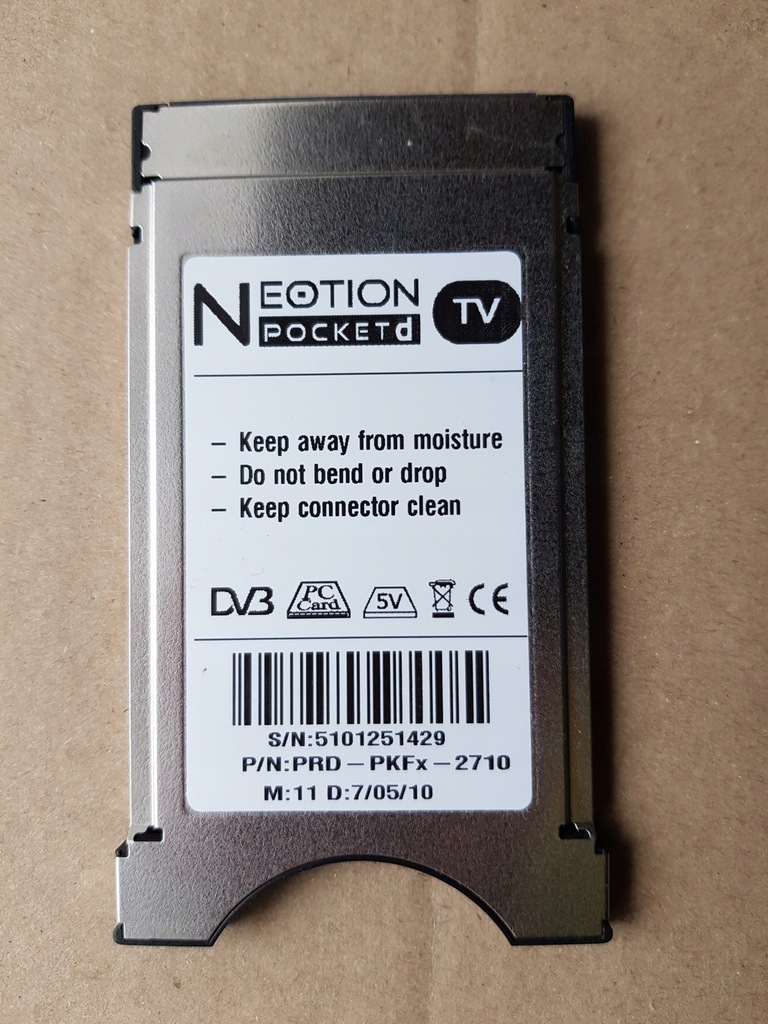 NEOTION
POCKETd
TV
– Keep away from moisture
– Do not bend or drop
– Keep connector clean
DVB PC Card 5V CE
S/N:5101251429
P/N:PRD – PKFx – 2710
M:11 D:7/05/10